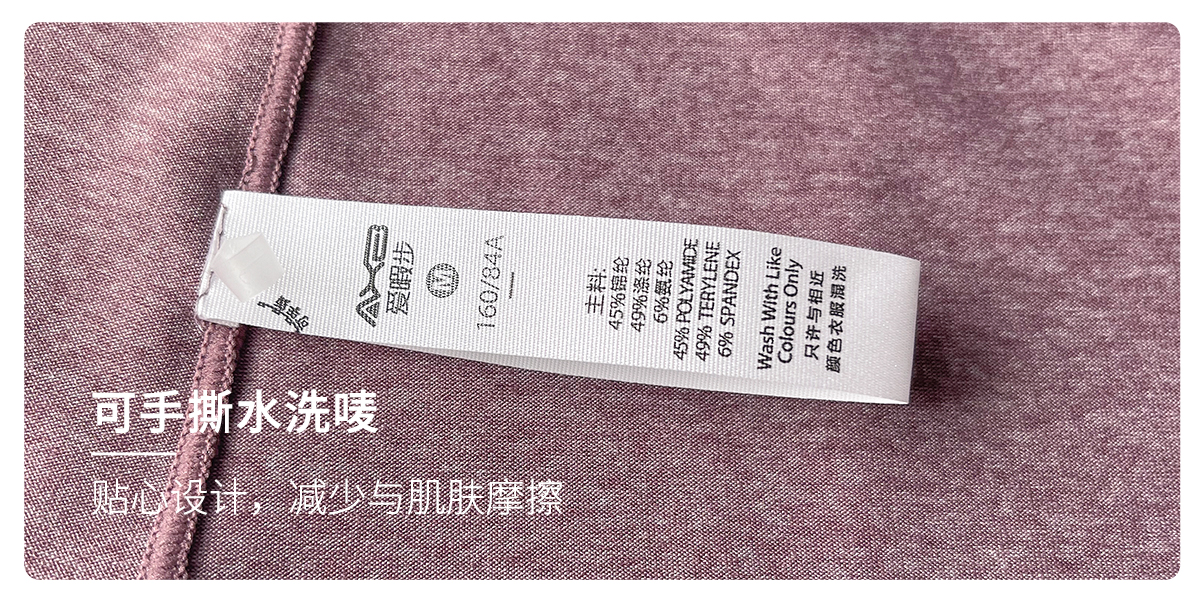 AXB
爱暇步
M
160/84A
主料:
45%锦纶
49%涤纶
6%氨纶
45% POLYAMIDE
49% TERYLENE
6% SPANDEX
Wash With Like
Colours Only
只许与相近
颜色衣服混洗
可手撕水洗唛
贴心设计，减少与肌肤摩擦